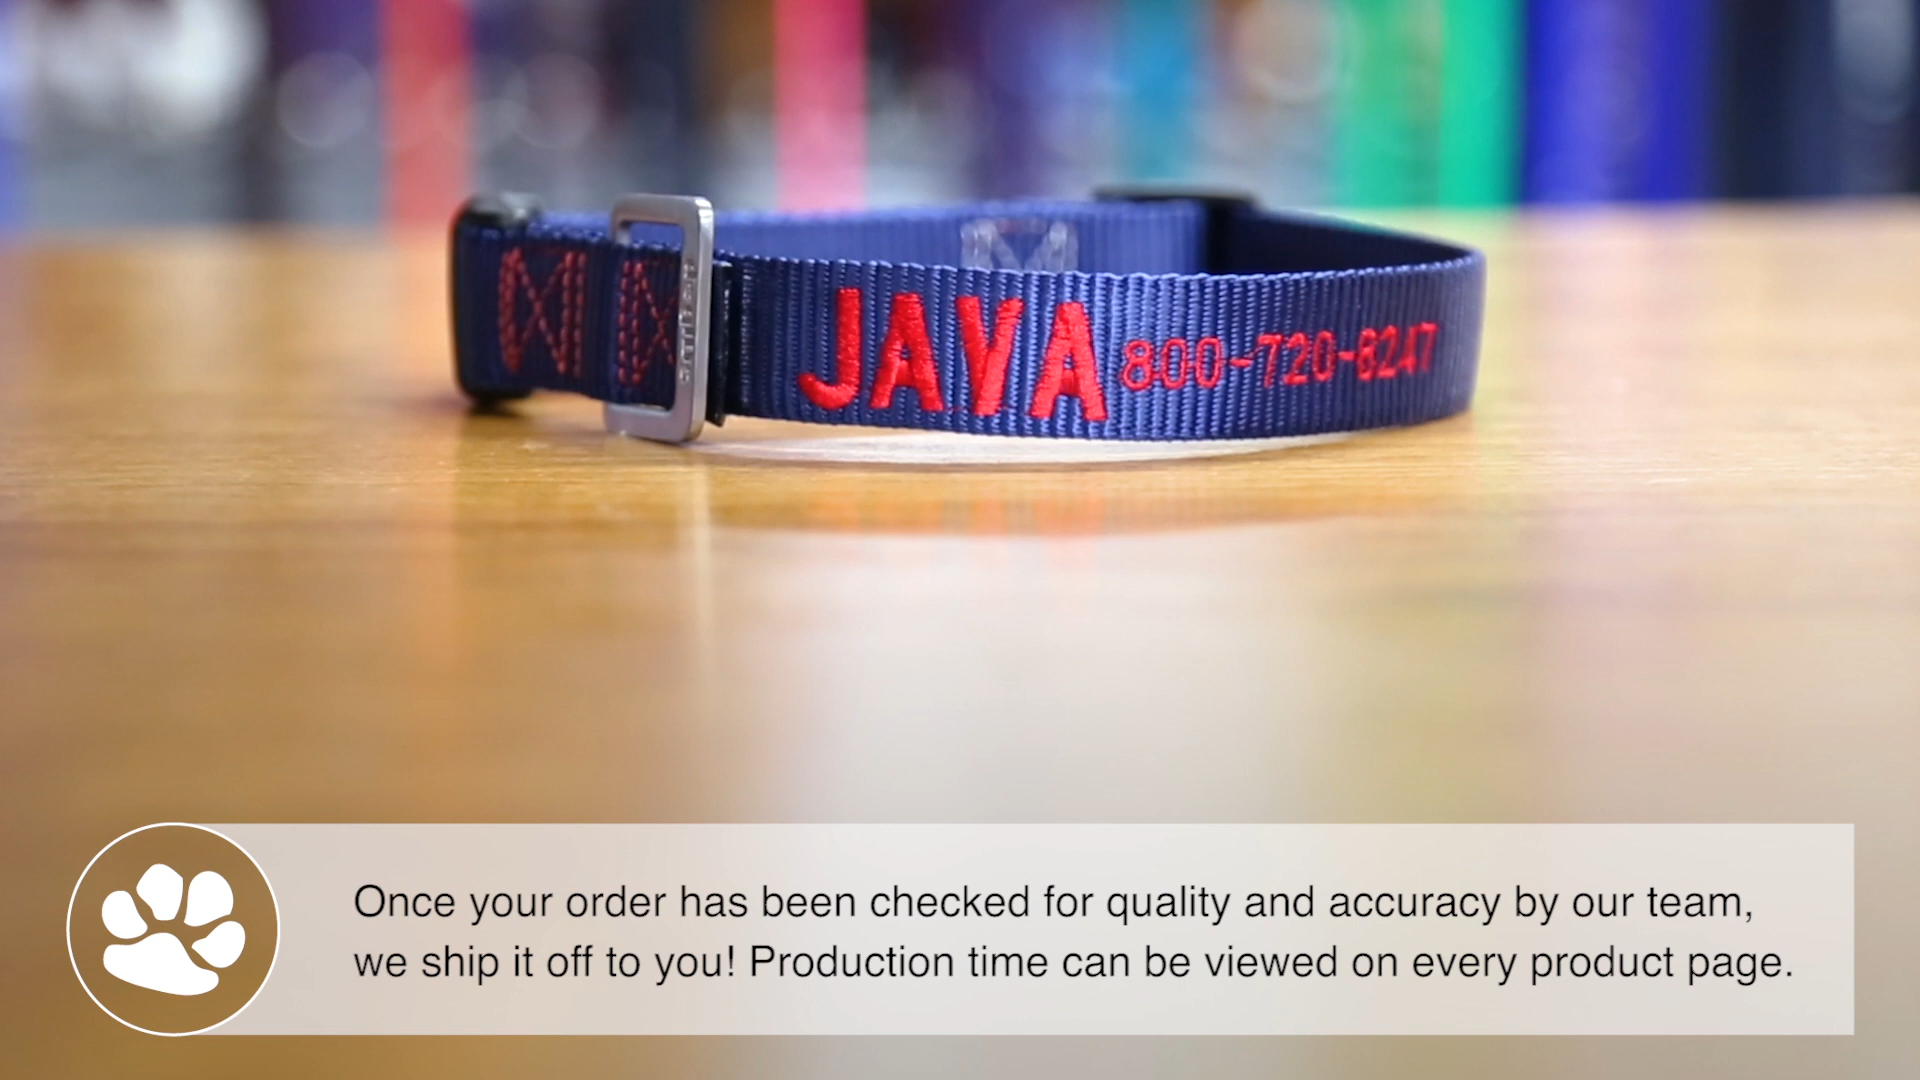 JAVA 800-720-8247
Once your order has been checked for quality and accuracy by our team,
we ship it off to you! Production time can be viewed on every product page.